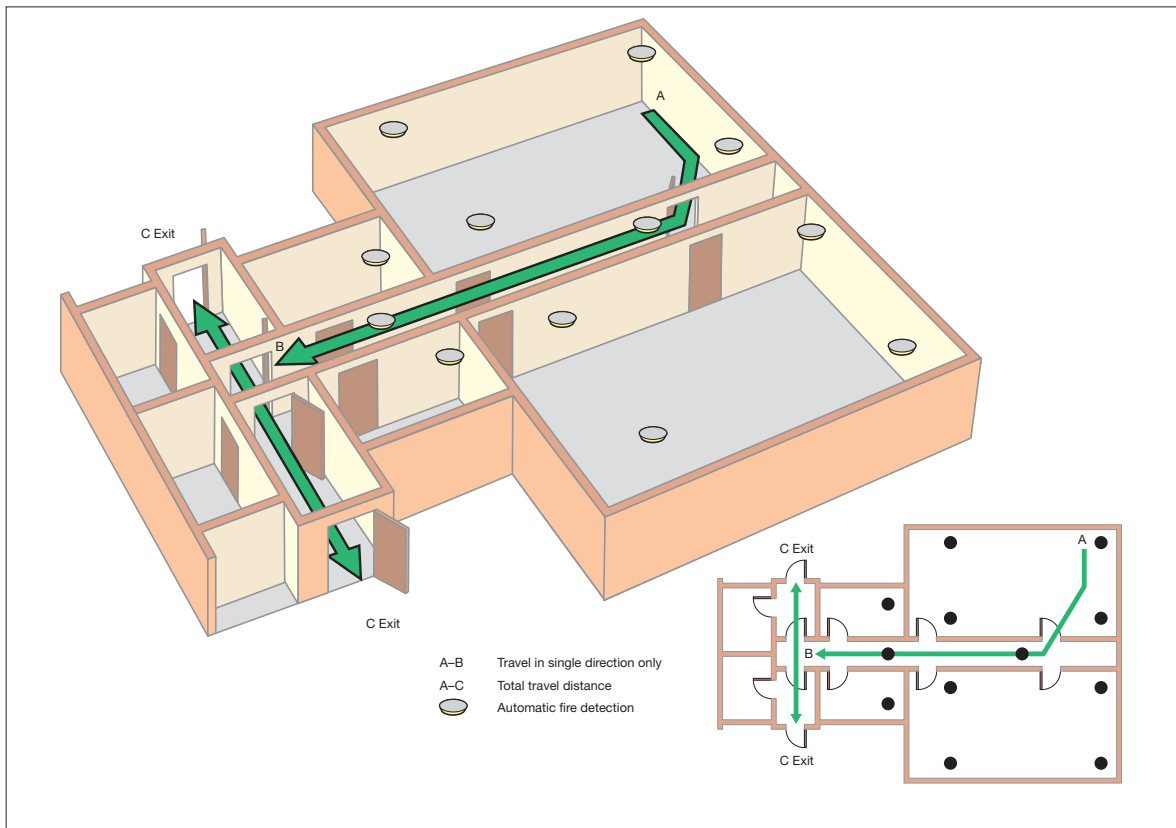 A
C Exit
B
C Exit
A–B Travel in single direction only
A–C Total travel distance
Automatic fire detection
C Exit
A
B
C Exit